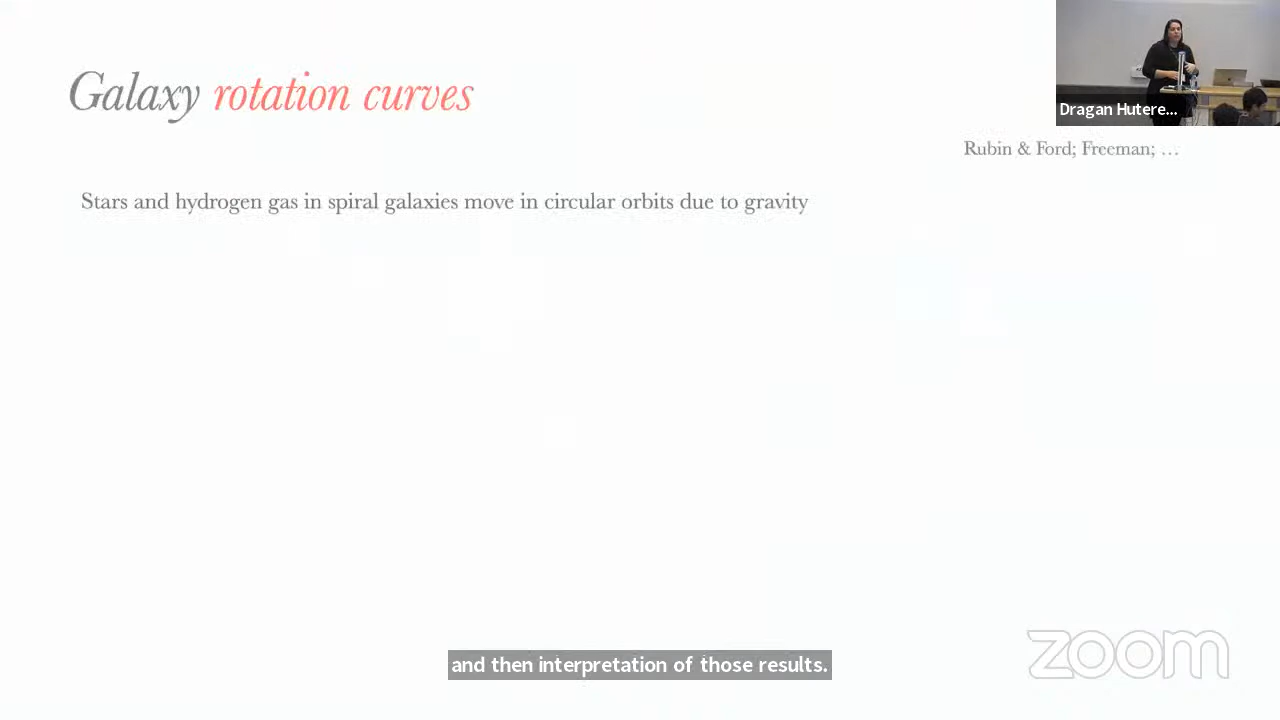 Galaxy rotation curves
Dragan Hutere...
Rubin & Ford; Freeman; …
Stars and hydrogen gas in spiral galaxies move in circular orbits due to gravity
and then interpretation of those results.
zoom